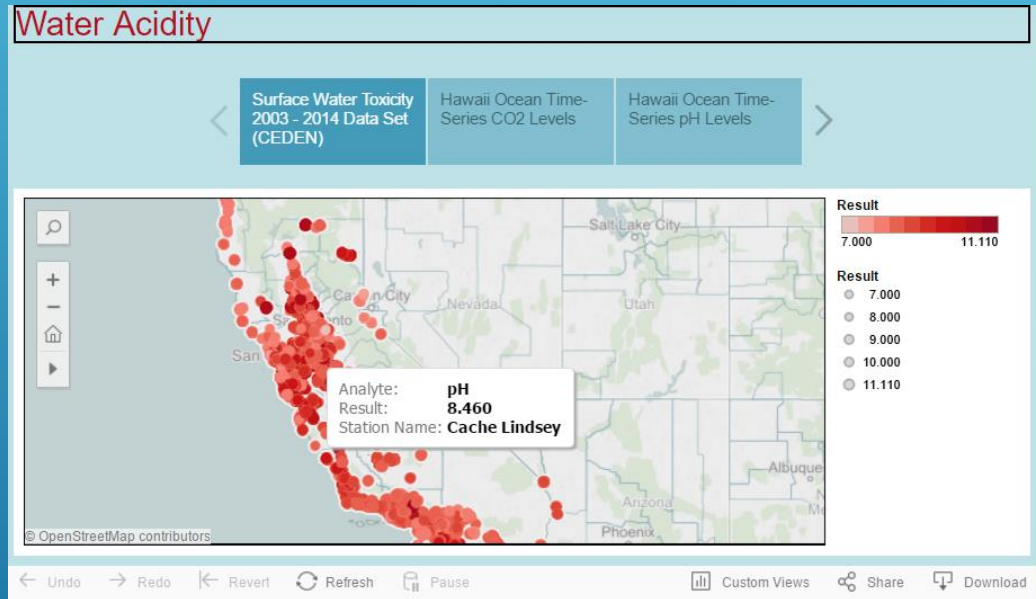 Water Acidity
Surface Water Toxicity
2003 - 2014 Data Set
(CEDEN)
Hawaii Ocean Time-
Series CO2 Levels
Hawaii Ocean Time-
Series pH Levels
Result
7.000 11.110
Result
7.000
8.000
9.000
10.000
11.110
Salt Lake City
Nevada
Utah
San
Analyte: pH
Result: 8.460
Station Name: Cache Lindsey
Albuque
Arizona
Phoenix
© OpenStreetMap contributors
Undo Redo Revert Refresh Pause Custom Views Share Download